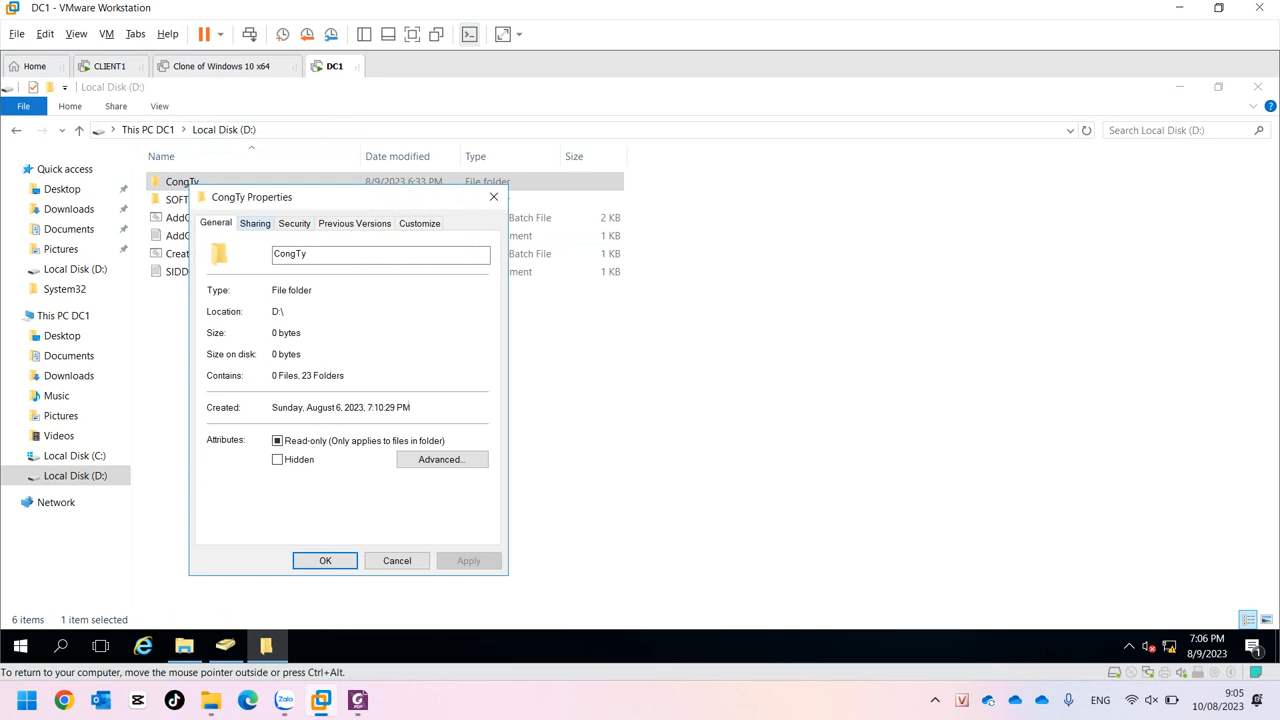 DC1 - VMware Workstation
File Edit View VM Tabs Help
Home CLIENT1 Clone of Windows 10 x64 DC1
Local Disk (D:)
File Home Share View
This PC DC1 Local Disk (D:) Search Local Disk (D:)
Name Date modified Type Size
Quick access
Desktop
Downloads
Documents
Pictures
Local Disk (D:)
System32
This PC DC1
Desktop
Documents
Downloads
Music
Pictures
Videos
Local Disk (C:)
Local Disk (D:)
Network
CongTy 8/9/2023 6:33 PM File folder
SOFT
AddG Batch File 2 KB
AddG ment 1 KB
Creat Batch File 1 KB
SIDD ment 1 KB
CongTy Properties
General Sharing Security Previous Versions Customize
CongTy
Type: File folder
Location: D:\
Size: 0 bytes
Size on disk: 0 bytes
Contains: 0 Files, 23 Folders
Created: Sunday, August 6, 2023, 7:10:29 PM
Attributes: Read-only (Only applies to files in folder)
Hidden Advanced...
OK Cancel Apply
6 items 1 item selected
7:06 PM
8/9/2023
1
To return to your computer, move the mouse pointer outside or press Ctrl+Alt.
Zalo
PDF
V
ENG
09:05
10/08/2023